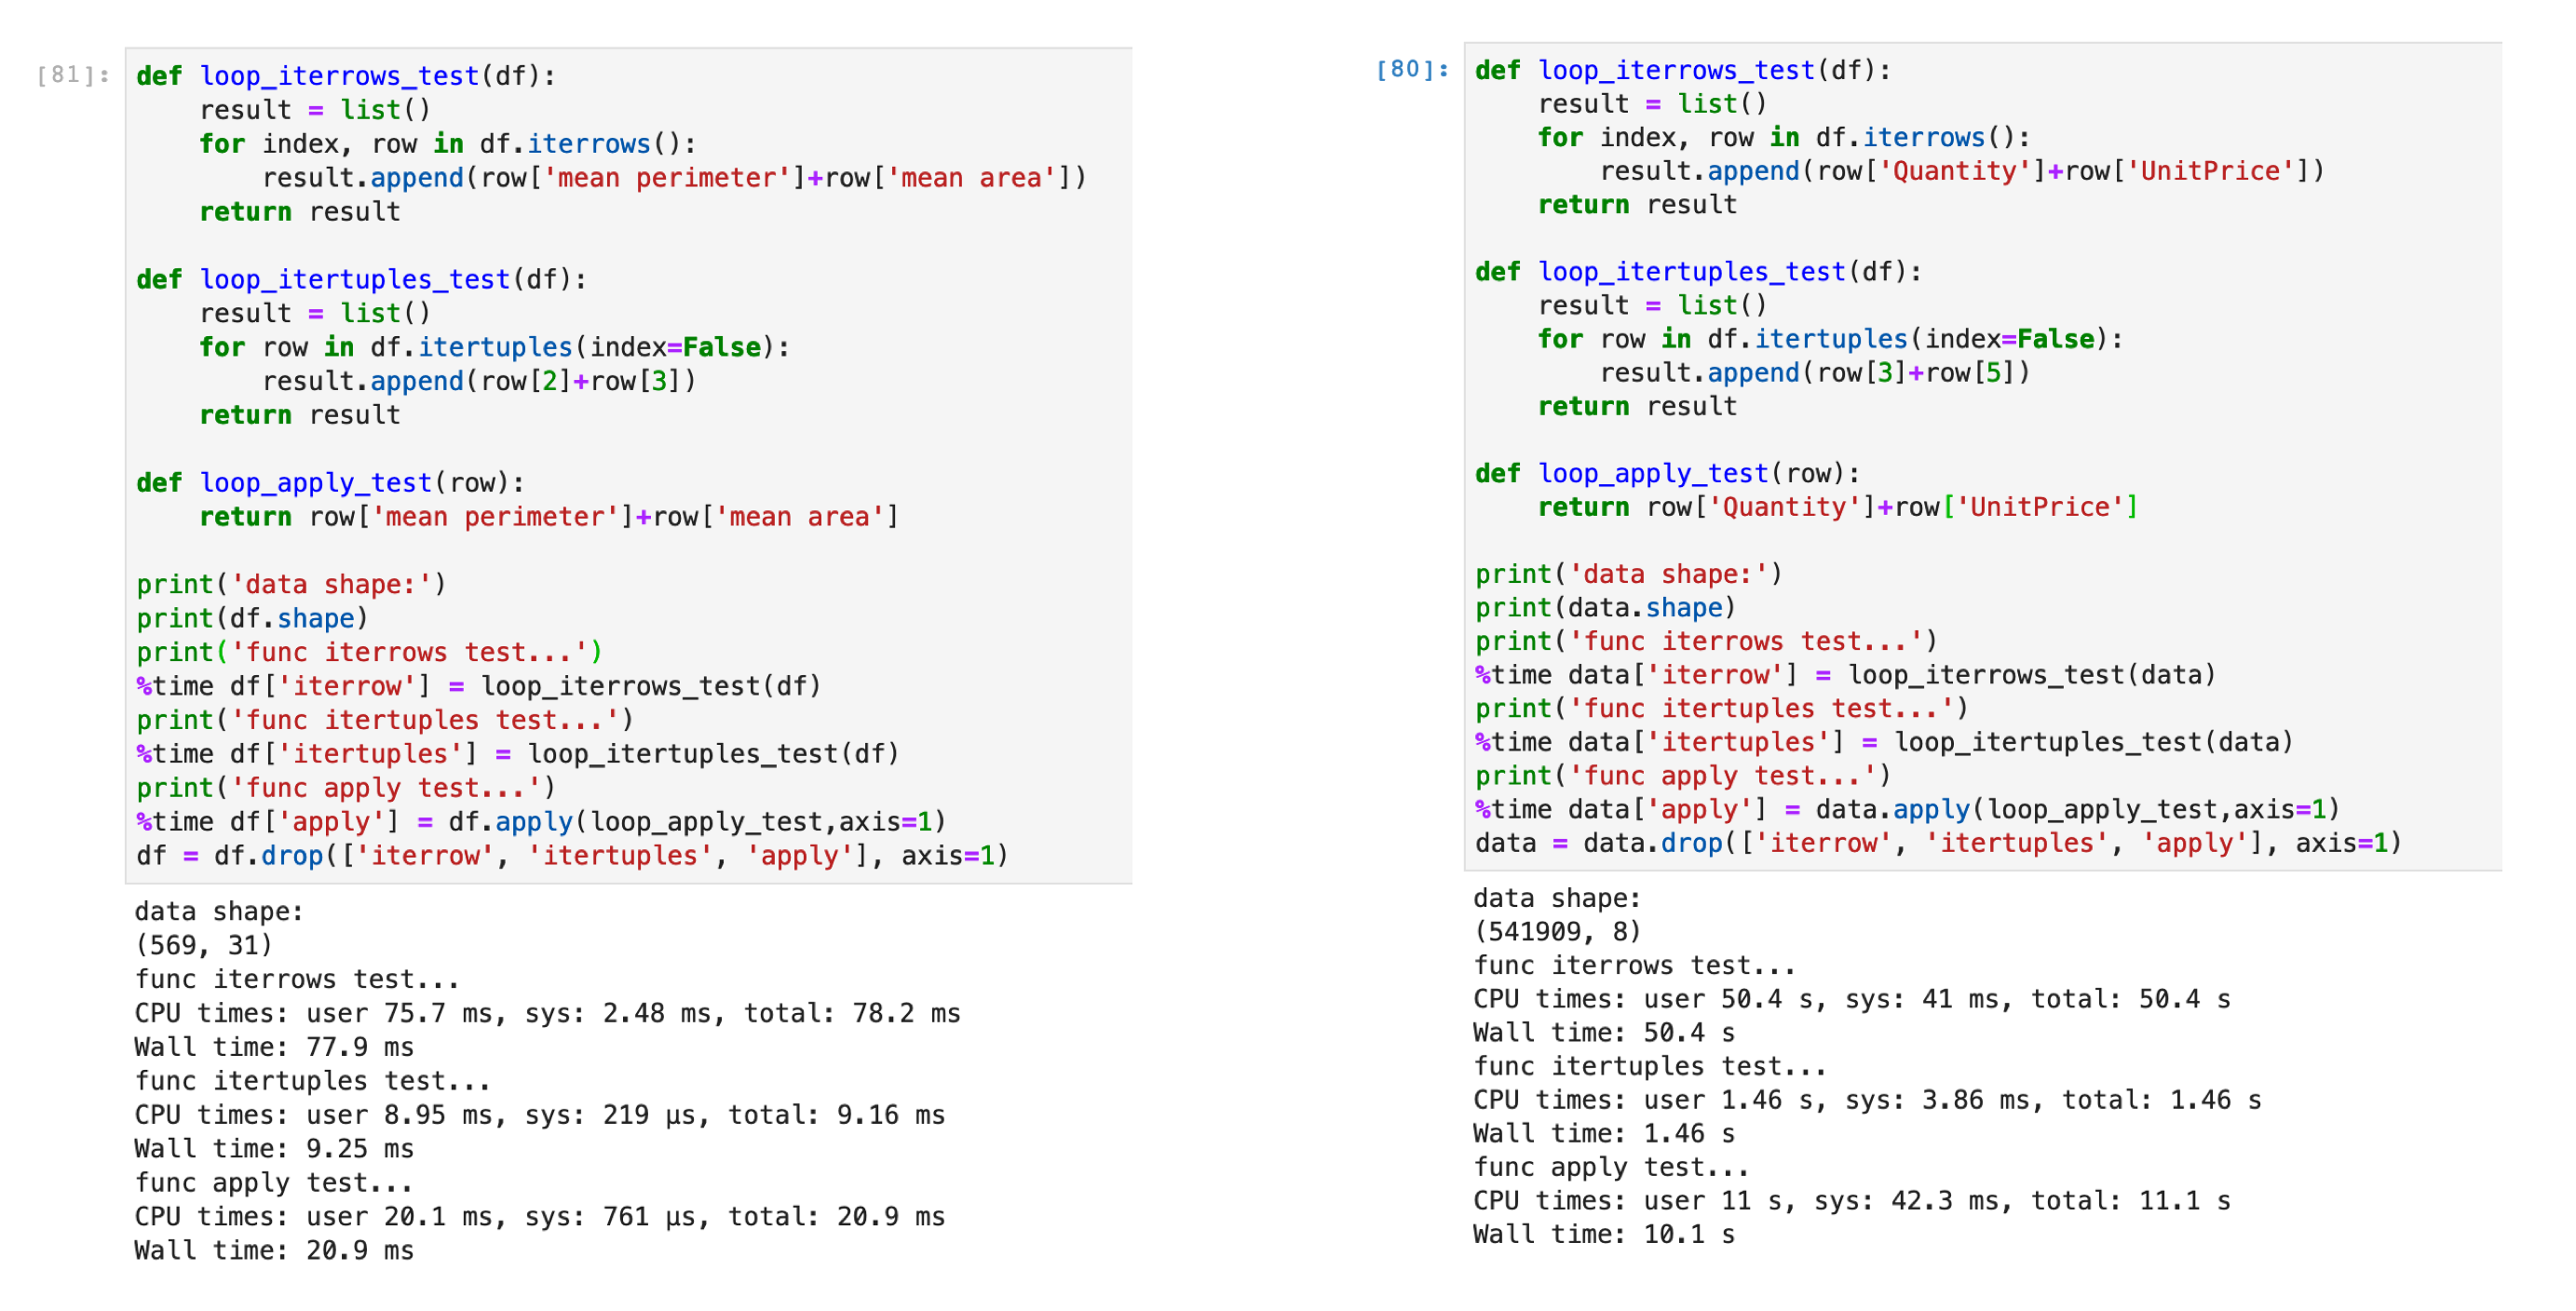 [81]:
def loop_iterrows_test(df):
    result = list()
    for index, row in df.iterrows():
        result.append(row['mean perimeter']+row['mean area'])
    return result

def loop_itertuples_test(df):
    result = list()
    for row in df.itertuples(index=False):
        result.append(row[2]+row[3])
    return result

def loop_apply_test(row):
    return row['mean perimeter']+row['mean area']

print('data shape:')
print(df.shape)
print('func iterrows test...')
%time df['iterrow'] = loop_iterrows_test(df)
print('func itertuples test...')
%time df['itertuples'] = loop_itertuples_test(df)
print('func apply test...')
%time df['apply'] = df.apply(loop_apply_test,axis=1)
df = df.drop(['iterrow', 'itertuples', 'apply'], axis=1)
data shape:
(569, 31)
func iterrows test...
CPU times: user 75.7 ms, sys: 2.48 ms, total: 78.2 ms
Wall time: 77.9 ms
func itertuples test...
CPU times: user 8.95 ms, sys: 219 µs, total: 9.16 ms
Wall time: 9.25 ms
func apply test...
CPU times: user 20.1 ms, sys: 761 µs, total: 20.9 ms
Wall time: 20.9 ms
[80]:
def loop_iterrows_test(df):
    result = list()
    for index, row in df.iterrows():
        result.append(row['Quantity']+row['UnitPrice'])
    return result

def loop_itertuples_test(df):
    result = list()
    for row in df.itertuples(index=False):
        result.append(row[3]+row[5])
    return result

def loop_apply_test(row):
    return row['Quantity']+row['UnitPrice']

print('data shape:')
print(data.shape)
print('func iterrows test...')
%time data['iterrow'] = loop_iterrows_test(data)
print('func itertuples test...')
%time data['itertuples'] = loop_itertuples_test(data)
print('func apply test...')
%time data['apply'] = data.apply(loop_apply_test,axis=1)
data = data.drop(['iterrow', 'itertuples', 'apply'], axis=1)
data shape:
(541909, 8)
func iterrows test...
CPU times: user 50.4 s, sys: 41 ms, total: 50.4 s
Wall time: 50.4 s
func itertuples test...
CPU times: user 1.46 s, sys: 3.86 ms, total: 1.46 s
Wall time: 1.46 s
func apply test...
CPU times: user 11 s, sys: 42.3 ms, total: 11.1 s
Wall time: 10.1 s